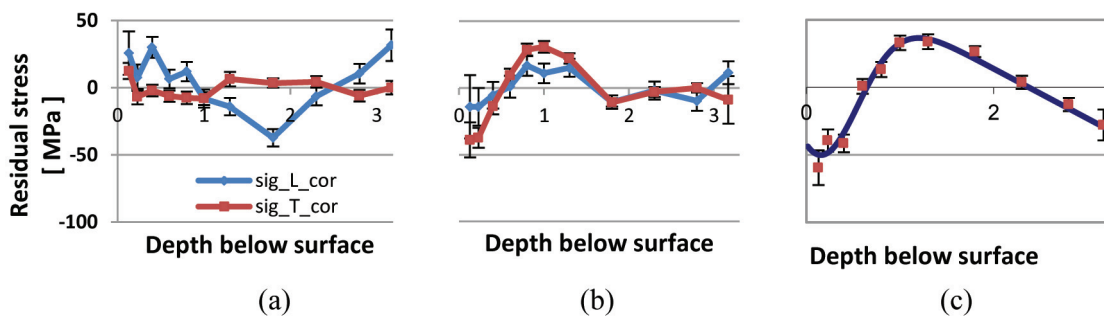 Residual stress
[ MPa]
50
0
-50
-100
0
1
2
3
sig_L_cor
sig_T_cor
Depth below surface
(a)
0
1
2
3
Depth below surface
(b)
0
2
Depth below surface
(c)